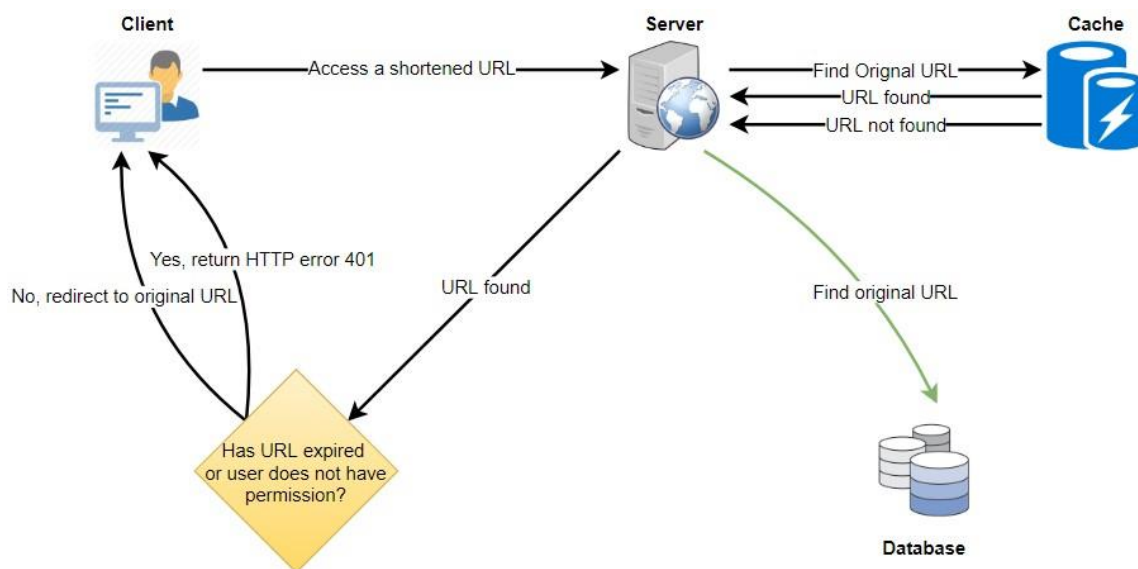 Client
Server
Cache
Access a shortened URL
Find Orignal URL
URL found
URL not found
Yes, return HTTP error 401
No, redirect to original URL
URL found
Find original URL
Has URL expired
or user does not have
permission?
Database